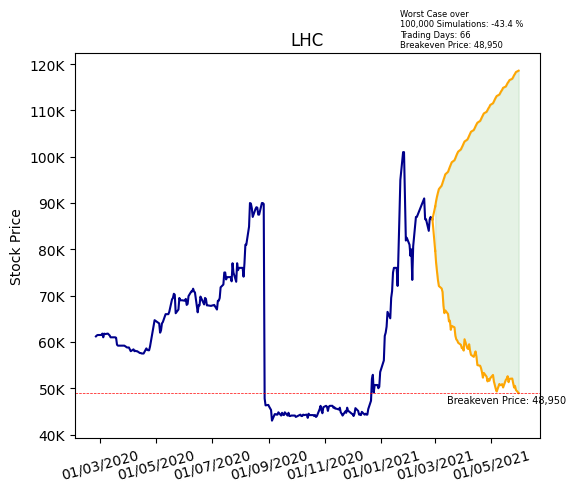 Worst Case over
100,000 Simulations: -43.4 %
Trading Days: 66
Breakeven Price: 48,950
LHC
120K
110K
100K
90K
80K
70K
60K
50K
40K
Stock Price
Breakeven Price: 48,950
01/03/2020
01/05/2020
01/07/2020
01/09/2020
01/11/2020
01/01/2021
01/03/2021
01/05/2021